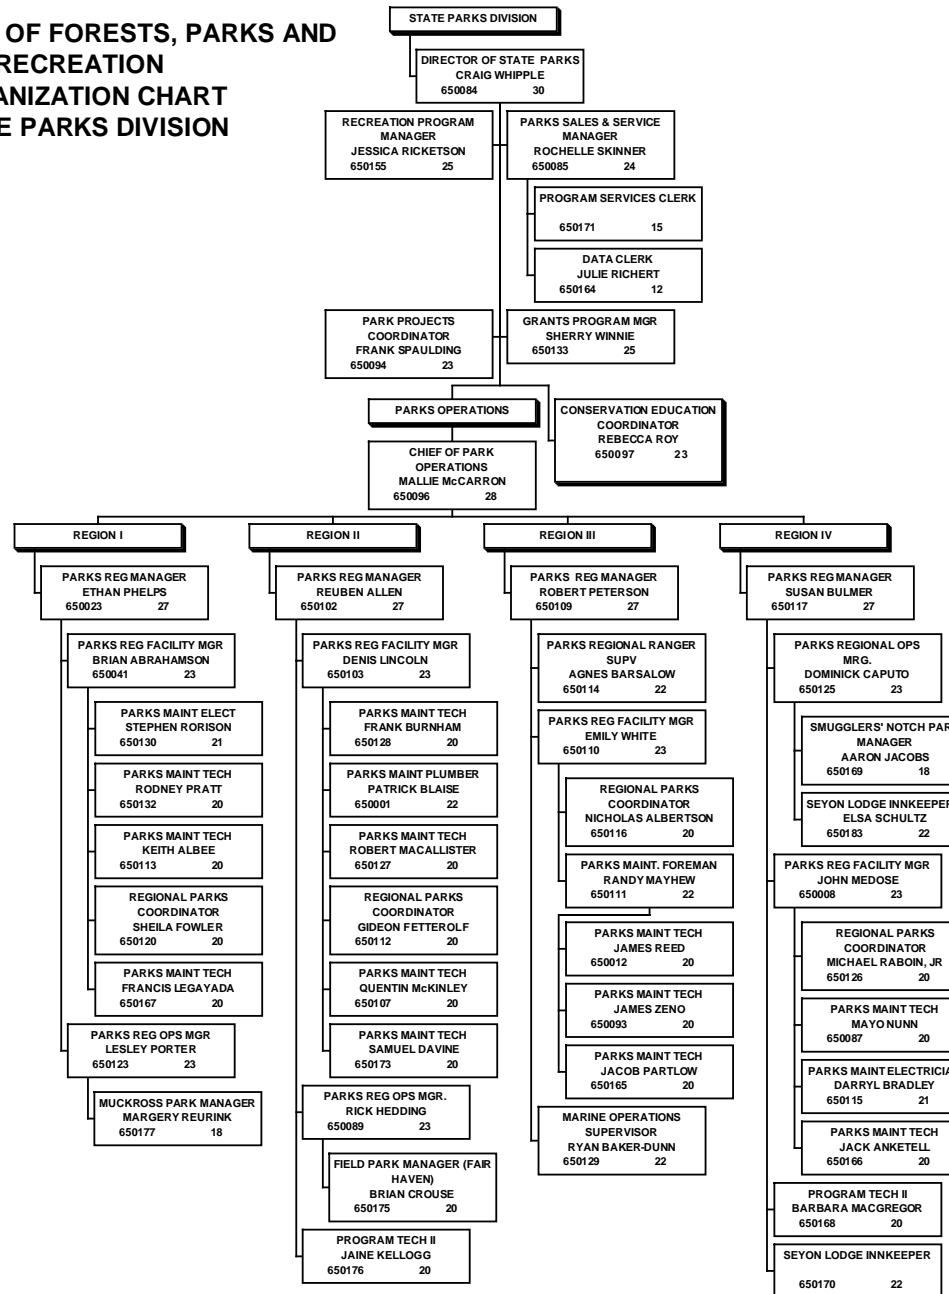 OF FORESTS, PARKS AND
RECREATION
ANIZATION CHART
E PARKS DIVISION
STATE PARKS DIVISION
DIRECTOR OF STATE PARKS
CRAIG WHIPPLE
650084 30
RECREATION PROGRAM
MANAGER
JESSICA RICKETSON
650155 25
PARKS SALES & SERVICE
MANAGER
ROCHELLE SKINNER
650085 24
PROGRAM SERVICES CLERK
650171 15
DATA CLERK
JULIE RICHERT
650164 12
PARK PROJECTS
COORDINATOR
FRANK SPAULDING
650094 23
GRANTS PROGRAM MGR
SHERRY WINNIE
650133 25
PARKS OPERATIONS
CONSERVATION EDUCATION
COORDINATOR
REBECCA ROY
650097 23
CHIEF OF PARK
OPERATIONS
MALLIE McCARRON
650096 28
REGION I
PARKS REG MANAGER
ETHAN PHELPS
650023 27
PARKS REG FACILITY MGR
BRIAN ABRAHAMSON
650041 23
PARKS MAINT ELECT
STEPHEN RORISON
650130 21
PARKS MAINT TECH
RODNEY PRATT
650132 20
PARKS MAINT TECH
KEITH ALBEE
650113 20
REGIONAL PARKS
COORDINATOR
SHEILA FOWLER
650120 20
PARKS MAINT TECH
FRANCIS LEGAYADA
650167 20
PARKS REG OPS MGR
LESLEY PORTER
650123 23
MUCKROSS PARK MANAGER
MARGERY REURINK
650177 18
REGION II
PARKS REG MANAGER
REUBEN ALLEN
650102 27
PARKS REG FACILITY MGR
DENIS LINCOLN
650103 23
PARKS MAINT TECH
FRANK BURNHAM
650128 20
PARKS MAINT PLUMBER
PATRICK BLAISE
650001 22
PARKS MAINT TECH
ROBERT MACALLISTER
650127 20
REGIONAL PARKS
COORDINATOR
GIDEON FETTEROLF
650112 20
PARKS MAINT TECH
QUENTIN McKINLEY
650107 20
PARKS MAINT TECH
SAMUEL DAVINE
650173 20
PARKS REG OPS MGR.
RICK HEDDING
650089 23
FIELD PARK MANAGER (FAIR
HAVEN)
BRIAN CROUSE
650175 20
PROGRAM TECH II
JAINE KELLOGG
650176 20
REGION III
PARKS REG MANAGER
ROBERT PETERSON
650109 27
PARKS REGIONAL RANGER
SUPV
AGNES BARSALOW
650114 22
PARKS REG FACILITY MGR
EMILY WHITE
650110 23
REGIONAL PARKS
COORDINATOR
NICHOLAS ALBERTSON
650116 20
PARKS MAINT. FOREMAN
RANDY MAYHEW
650111 22
PARKS MAINT TECH
JAMES REED
650012 20
PARKS MAINT TECH
JAMES ZENO
650093 20
PARKS MAINT TECH
JACOB PARTLOW
650165 20
MARINE OPERATIONS
SUPERVISOR
RYAN BAKER-DUNN
650129 22
REGION IV
PARKS REG MANAGER
SUSAN BULMER
650117 27
PARKS REGIONAL OPS
MRG.
DOMINICK CAPUTO
650125 23
SMUGGLERS' NOTCH PAR
MANAGER
AARON JACOBS
650169 18
SEYON LODGE INNKEEPER
ELSA SCHULTZ
650183 22
PARKS REG FACILITY MGR
JOHN MEDOSE
650008 23
REGIONAL PARKS
COORDINATOR
MICHAEL RABOIN, JR
650126 20
PARKS MAINT TECH
MAYO NUNN
650087 20
PARKS MAINT ELECTRICIA
DARRYL BRADLEY
650115 21
PARKS MAINT TECH
JACK ANKETELL
650166 20
PROGRAM TECH II
BARBARA MACGREGOR
650168 20
SEYON LODGE INNKEEPER
650170 22